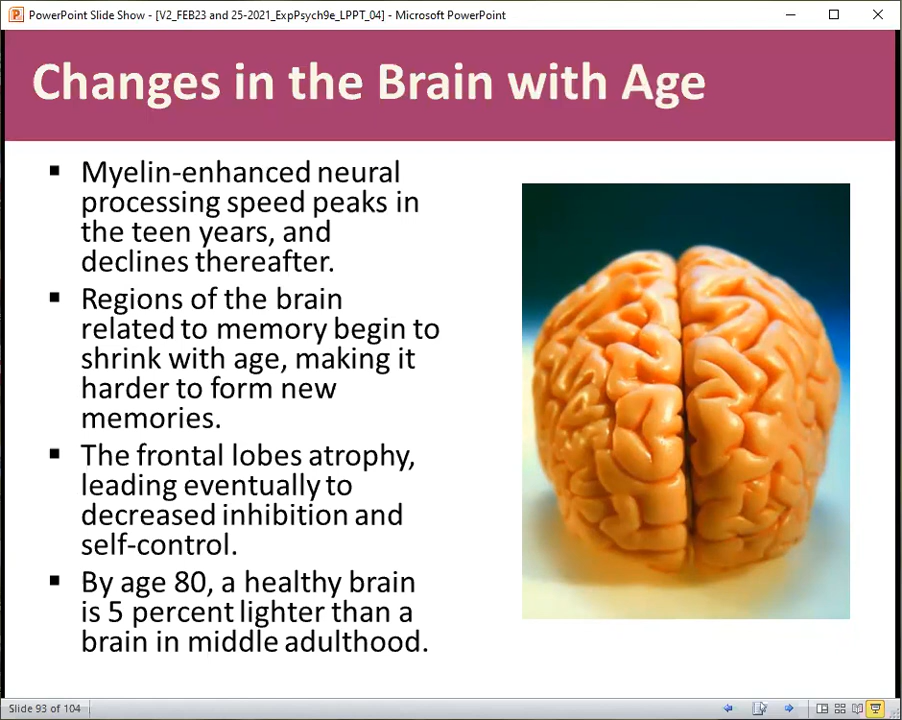 PowerPoint Slide Show - [V2_FEB23 and 25-2021_ExpPsych9e_LPPT_04] - Microsoft PowerPoint
Changes in the Brain with Age
▪ Myelin-enhanced neural
processing speed peaks in
the teen years, and
declines thereafter.
▪ Regions of the brain
related to memory begin to
shrink with age, making it
harder to form new
memories.
▪ The frontal lobes atrophy,
leading eventually to
decreased inhibition and
self-control.
▪ By age 80, a healthy brain
is 5 percent lighter than a
brain in middle adulthood.
Slide 93 of 104